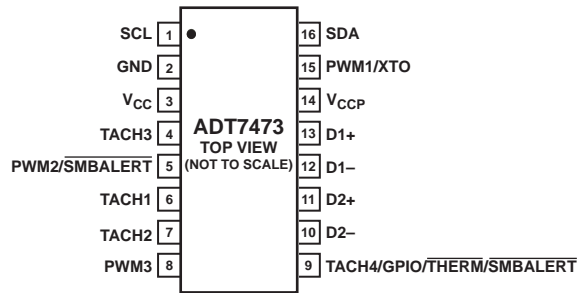 SCL 1 16 SDA
GND 2 15 PWM1/XTO
VCC 3 14 VCCP
TACH3 4 ADT7473 13 D1+
TOP VIEW
(NOT TO SCALE)
PWM2/SMBALERT 5 12 D1–
TACH1 6 11 D2+
TACH2 7 10 D2–
PWM3 8 9 TACH4/GPIO/THERM/SMBALERT